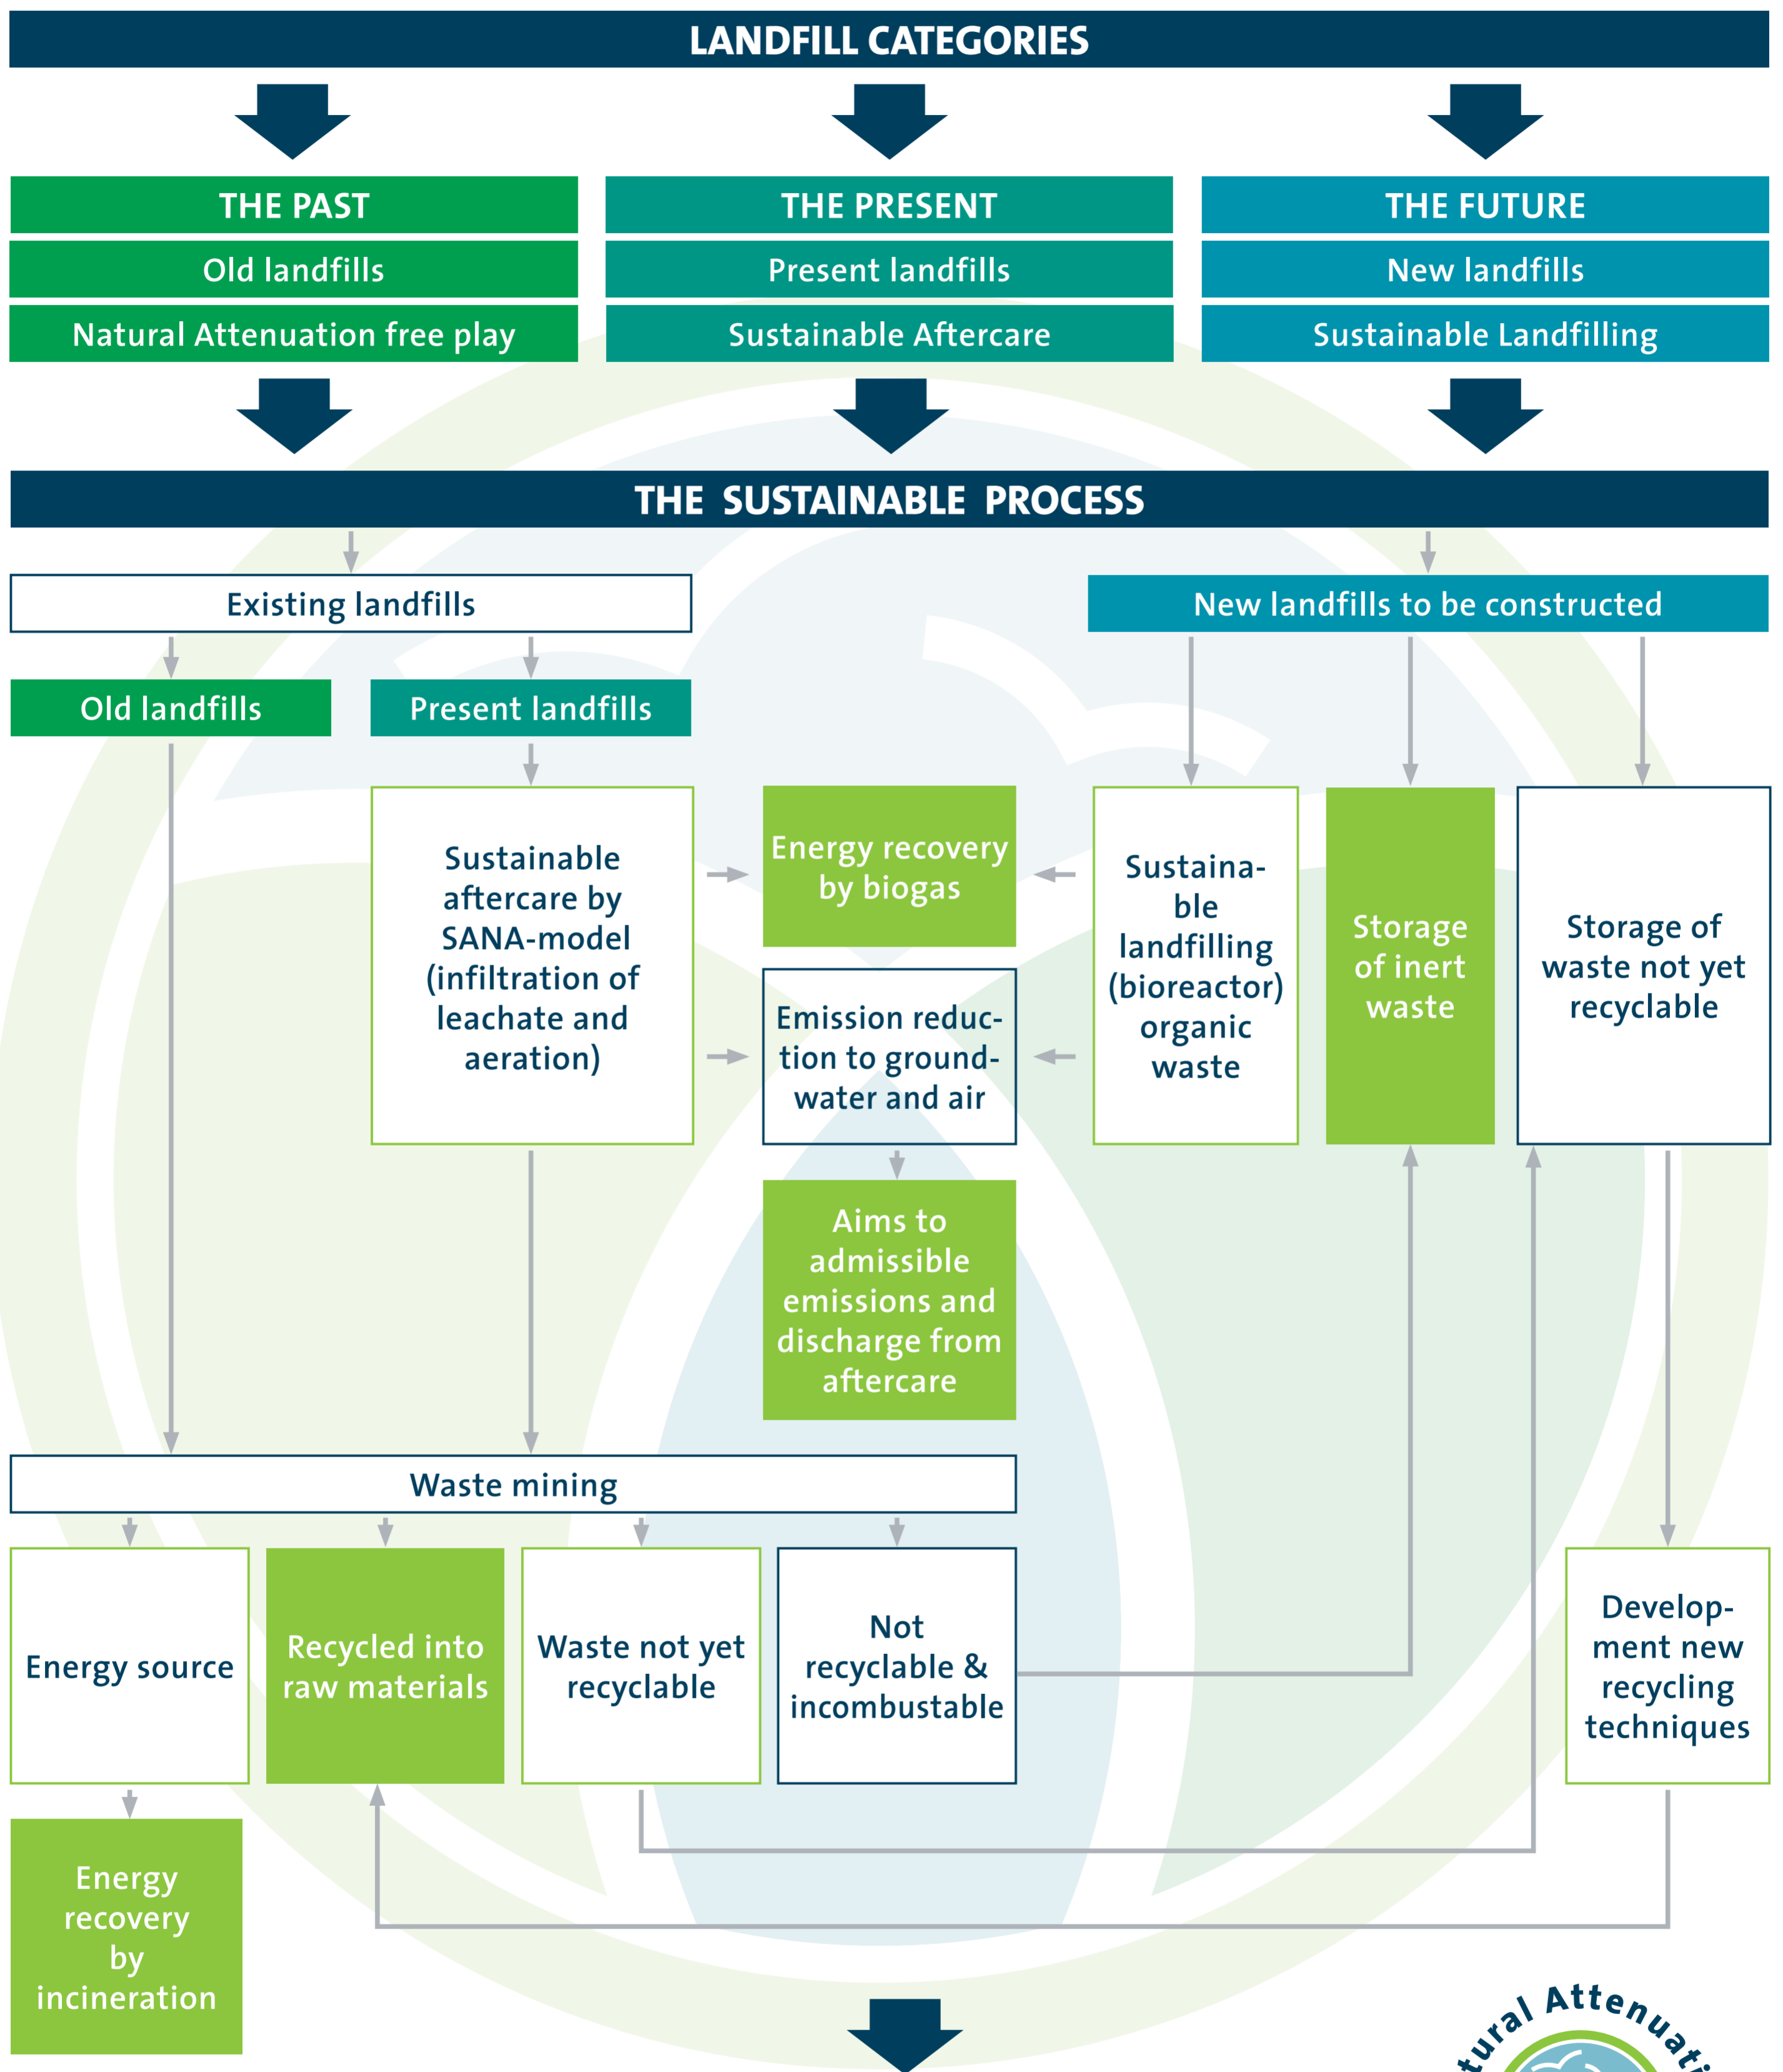 LANDFILL CATEGORIES
THE PAST
Old landfills
Natural Attenuation free play
THE PRESENT
Present landfills
Sustainable Aftercare
THE FUTURE
New landfills
Sustainable Landfilling
THE SUSTAINABLE PROCESS
Existing landfills
New landfills to be constructed
Old landfills
Present landfills
Sustainable
aftercare by
SANA-model
(infiltration of
leachate and
aeration)
Energy recovery
by biogas
Emission reduc-
tion to ground-
water and air
Aims to
admissible
emissions and
discharge from
aftercare
Sustaina-
ble
landfilling
(bioreactor)
organic
waste
Storage
of inert
waste
Storage of
waste not yet
recyclable
Waste mining
Energy source
Recycled into
raw materials
Waste not yet
recyclable
Not
recyclable &
incombustable
Develop-
ment new
recycling
techniques
Energy
recovery
by
incineration
Attenuati